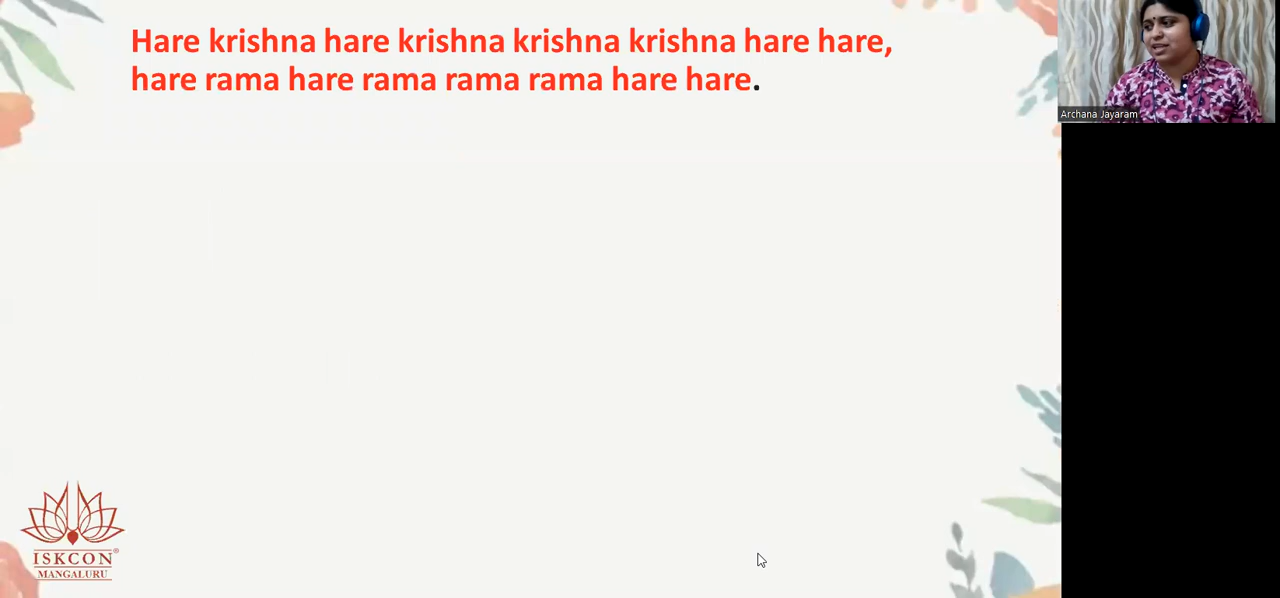 Hare krishna hare krishna krishna krishna hare hare,
hare rama hare rama rama rama hare hare.
Archana Jayaram
ISKCON®
MANGALURU